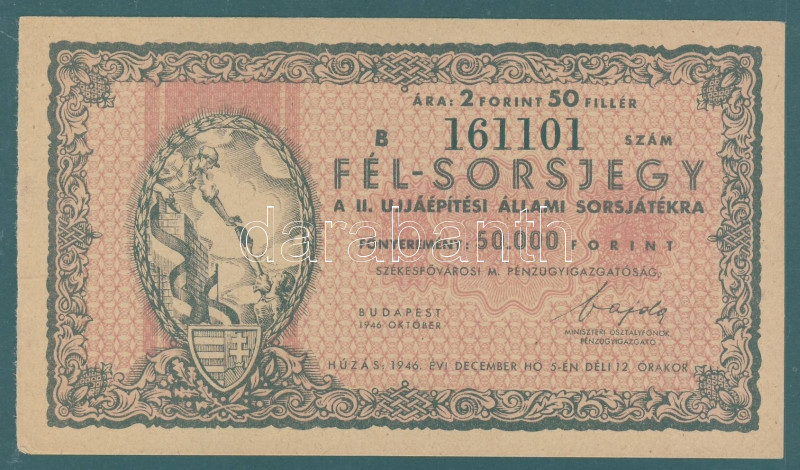 ÁRA: 2 FORINT 50 FILLÉR
B 161101 SZÁM
FÉL-SORSJEGY
A II. UJJÁÉPÍTÉSI ÁLLAMI SORSJÁTÉKRA
darabanth
FŐNYEREMÉNY: 50.000 FORINT
SZÉKESFŐVÁROSI M. PÉNZÜGYIGAZGATÓSÁG,
BUDAPEST
1946 OKTÓBER
Vajda
MINISZTERI OSZTÁLYFŐNÖK,
PÉNZÜGYIGAZGATÓ
HÚZÁS: 1946. ÉVI DECEMBER HÓ 5-ÉN DÉLI 12 ÓRAKOR